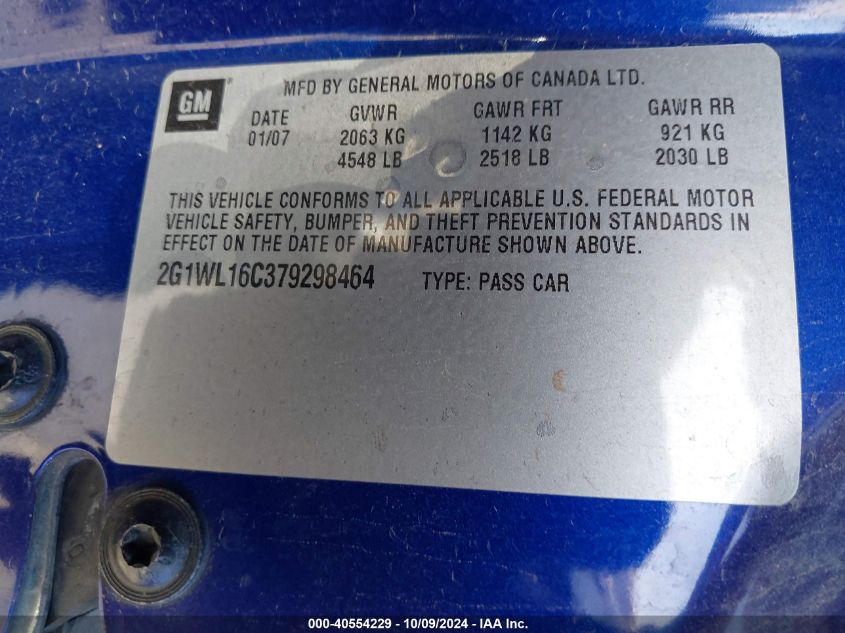 GM
MFD BY GENERAL MOTORS OF CANADA LTD.
DATE GVWR GAWR FRT GAWR RR
01/07 2063 KG 1142 KG 921 KG
4548 LB 2518 LB 2030 LB
THIS VEHICLE CONFORMS TO ALL APPLICABLE U.S. FEDERAL MOTOR
VEHICLE SAFETY, BUMPER, AND THEFT PREVENTION STANDARDS IN
EFFECT ON THE DATE OF MANUFACTURE SHOWN ABOVE.
2G1WL16C379298464 TYPE: PASS CAR
000-40554229 - 10/09/2024 - IAA Inc.